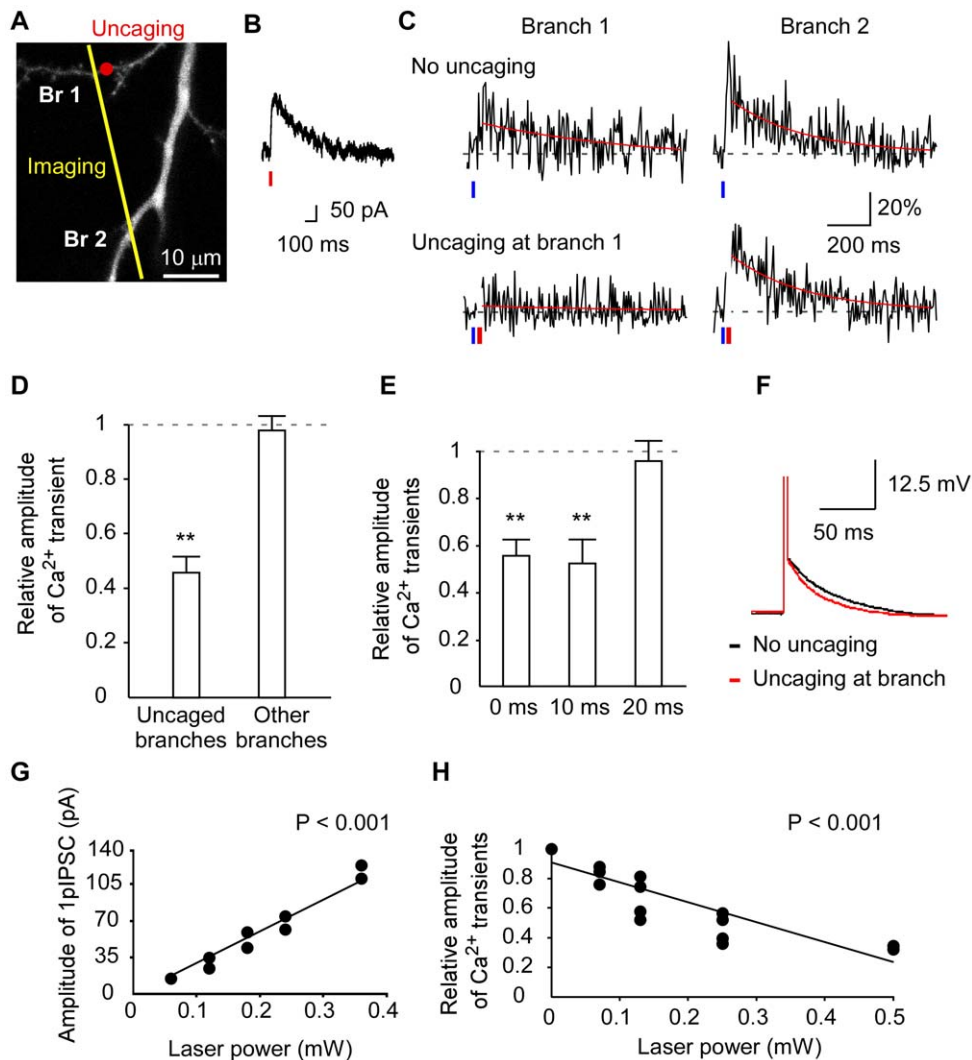 A
Uncaging
Br 1
Imaging
Br 2
10 μm
B
50 pA
100 ms
C
Branch 1
Branch 2
No uncaging
20%
200 ms
Uncaging at branch 1
D
Relative amplitude
of Ca2+ transient
1
0.8
0.6
0.4
0.2
0
**
Uncaged
branches
Other
branches
E
Relative amplitude
of Ca2+ transients
1
0.8
0.6
0.4
0.2
0
**
**
0 ms
10 ms
20 ms
F
12.5 mV
50 ms
No uncaging
Uncaging at branch
G
P < 0.001
Amplitude of 1pIPSC (pA)
140
105
70
35
0
0
0.1
0.2
0.3
0.4
Laser power (mW)
H
P < 0.001
Relative amplitude
of Ca2+ transients
1
0.8
0.6
0.4
0.2
0
0
0.1
0.2
0.3
0.4
0.5
Laser power (mW)